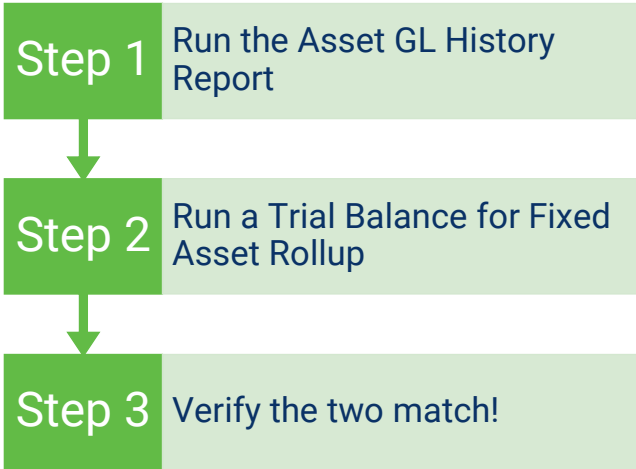 Step 1
Run the Asset GL History
Report
Step 2
Run a Trial Balance for Fixed
Asset Rollup
Step 3
Verify the two match!